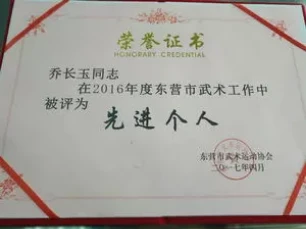 荣誉证书
HONORARY CREDENTIAL
乔长玉同志
在2016年度东营市武术工作中
被评为
先进个人
东营市武术运动协会
二〇一七年四月